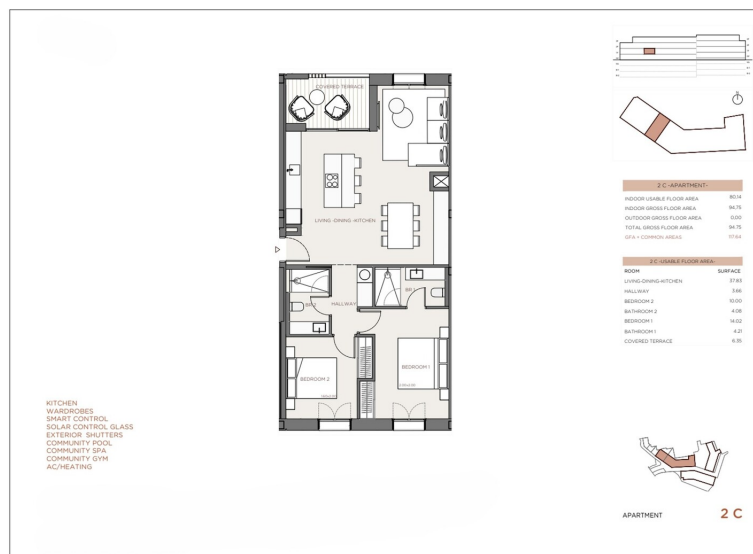 COVERED TERRACE
LIVING -DINING -KITCHEN
HALLWAY
BR 2
BR 1
BEDROOM 2
BEDROOM 1
KITCHEN
WARDROBES
SMART CONTROL
SOLAR CONTROL GLASS
EXTERIOR SHUTTERS
COMMUNITY POOL
COMMUNITY SPA
COMMUNITY GYM
AC/HEATING
N
2 C -APARTMENT-
INDOOR USABLE FLOOR AREA 80.14
INDOOR GROSS FLOOR AREA 94.75
OUTDOOR GROSS FLOOR AREA 0.00
TOTAL GROSS FLOOR AREA 94.75
GFA + COMMON AREAS 117.84
2 C -USABLE FLOOR AREA-
ROOM SURFACE
LIVING-DINING-KITCHEN 37.83
HALLWAY 3.66
BEDROOM 2 10.00
BATHROOM 2 4.08
BEDROOM 1 14.02
BATHROOM 1 4.21
COVERED TERRACE 6.35
APARTMENT 2 C